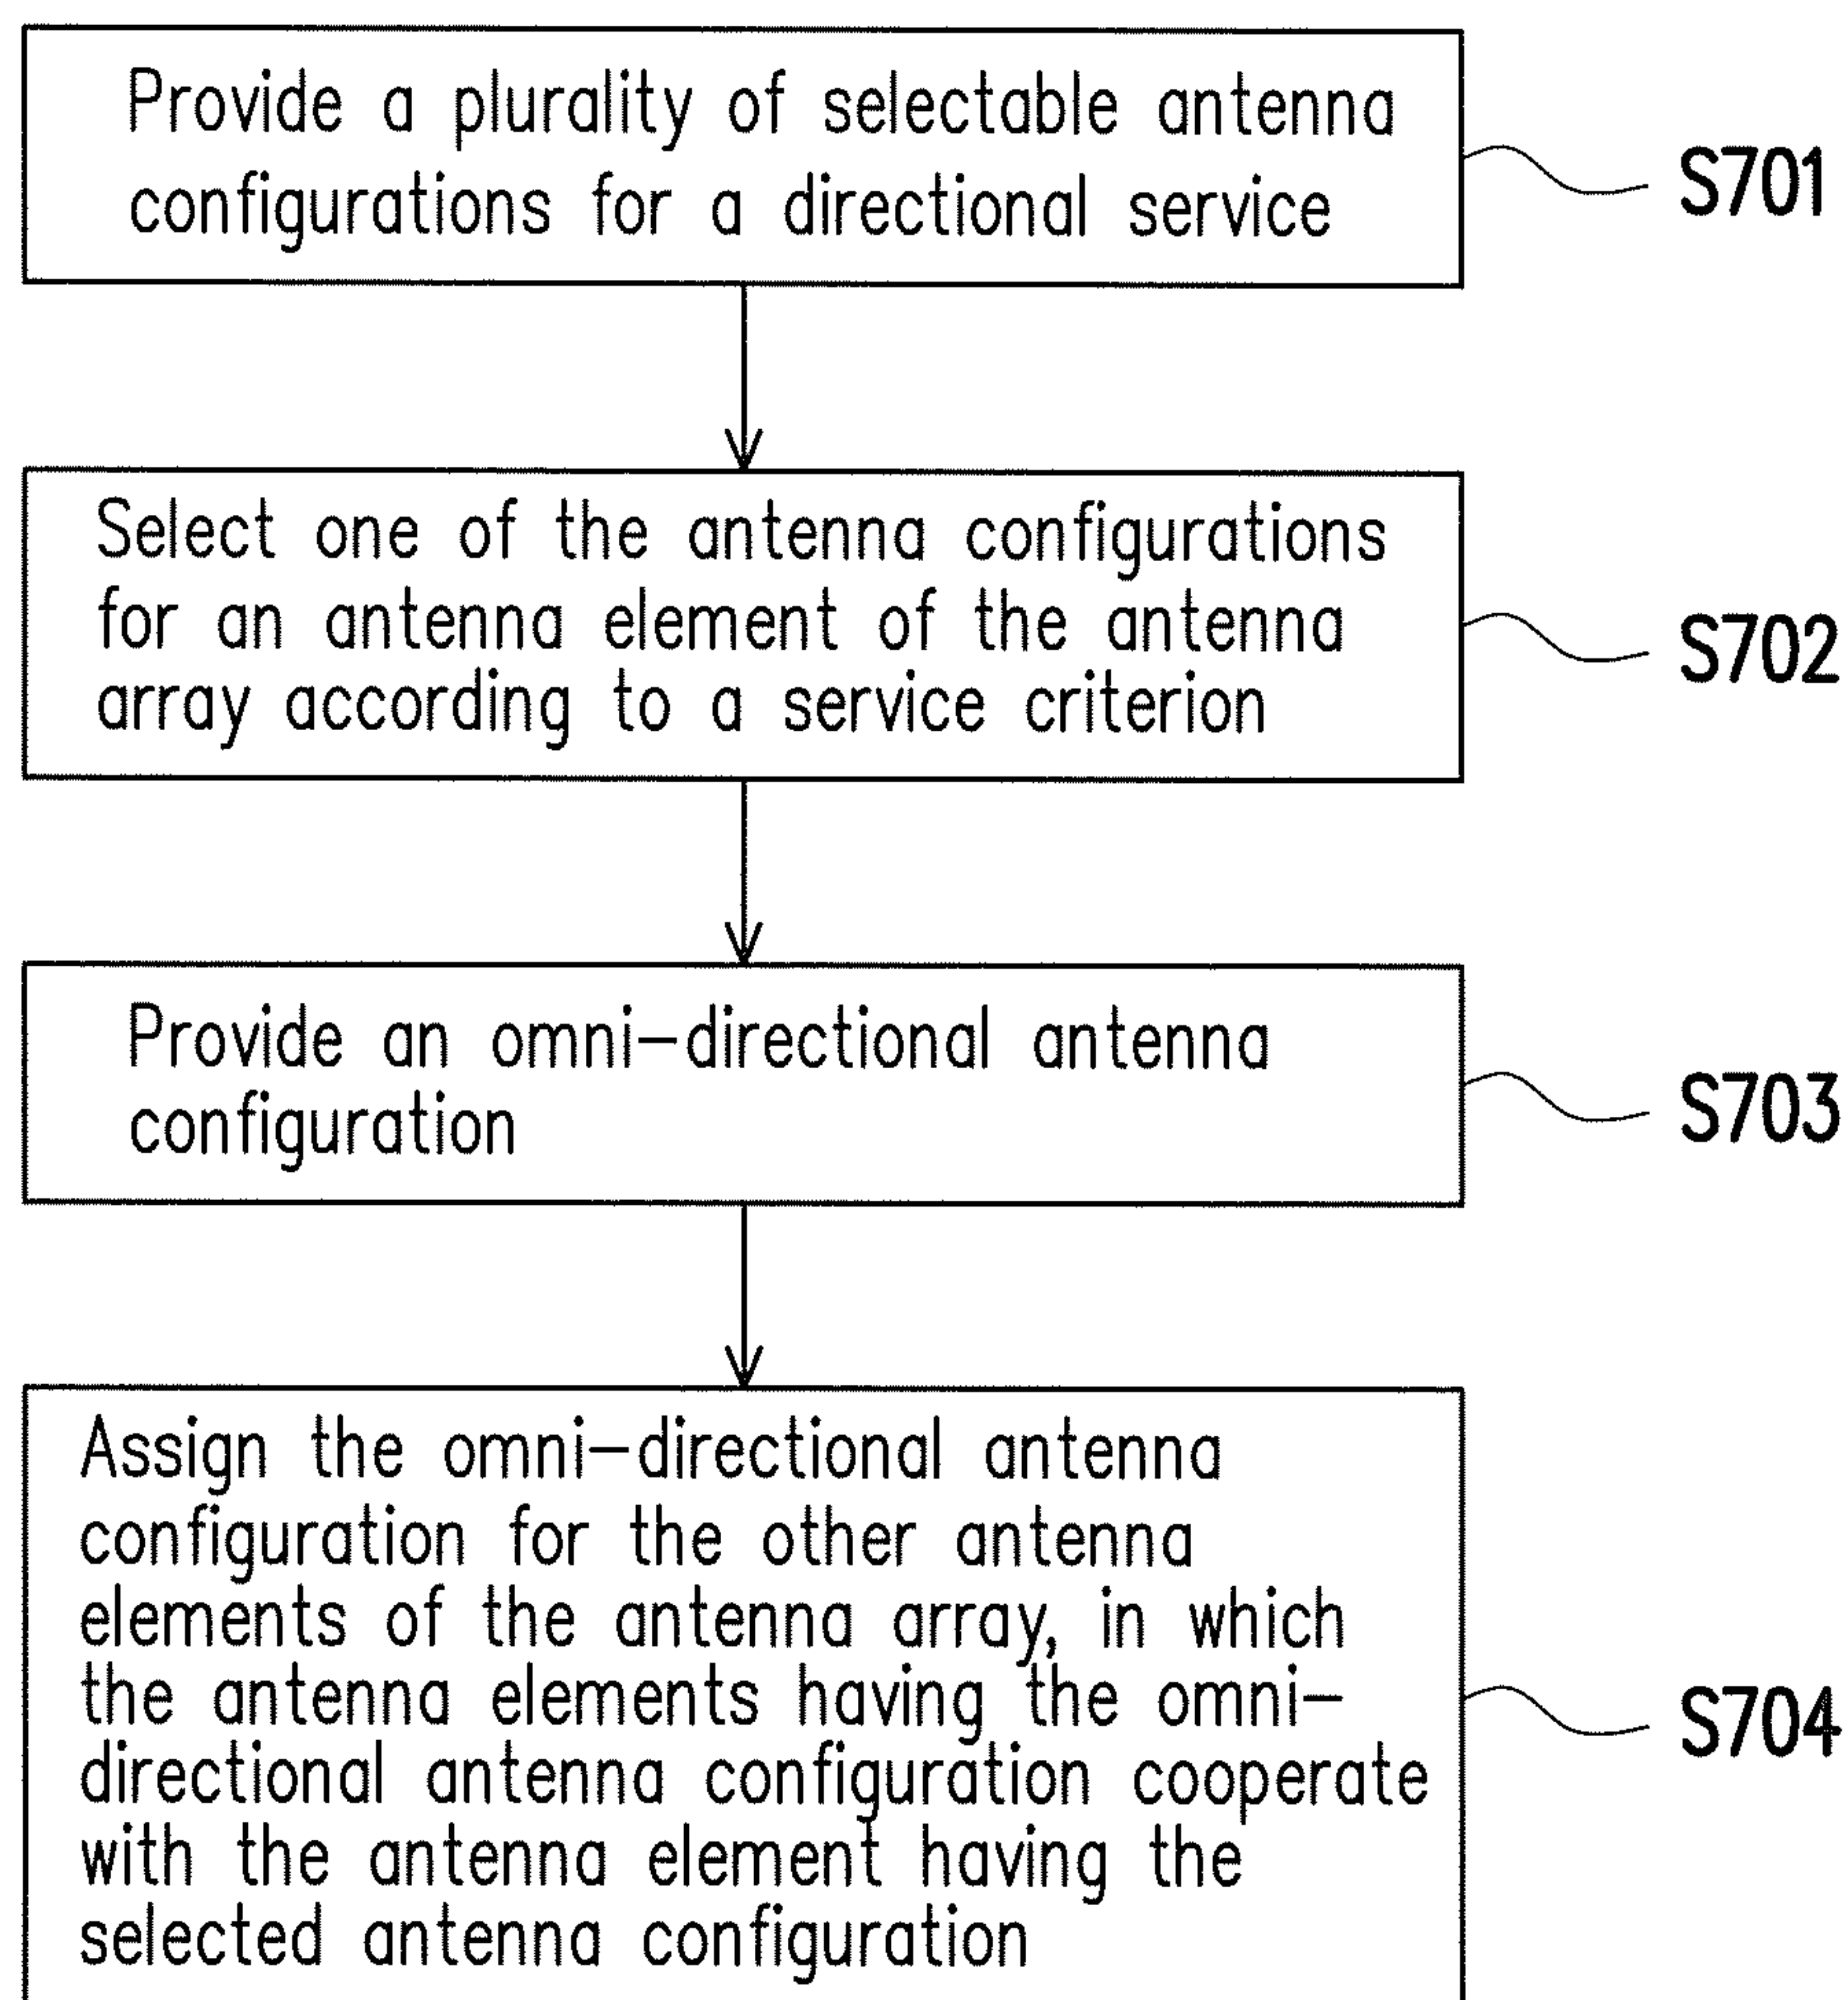 Provide a plurality of selectable antenna
configurations for a directional service
S701
Select one of the antenna configurations
for an antenna element of the antenna
array according to a service criterion
S702
Provide an omni-directional antenna
configuration
S703
Assign the omni-directional antenna
configuration for the other antenna
elements of the antenna array, in which
the antenna elements having the omni-
directional antenna configuration cooperate
with the antenna element having the
selected antenna configuration
S704